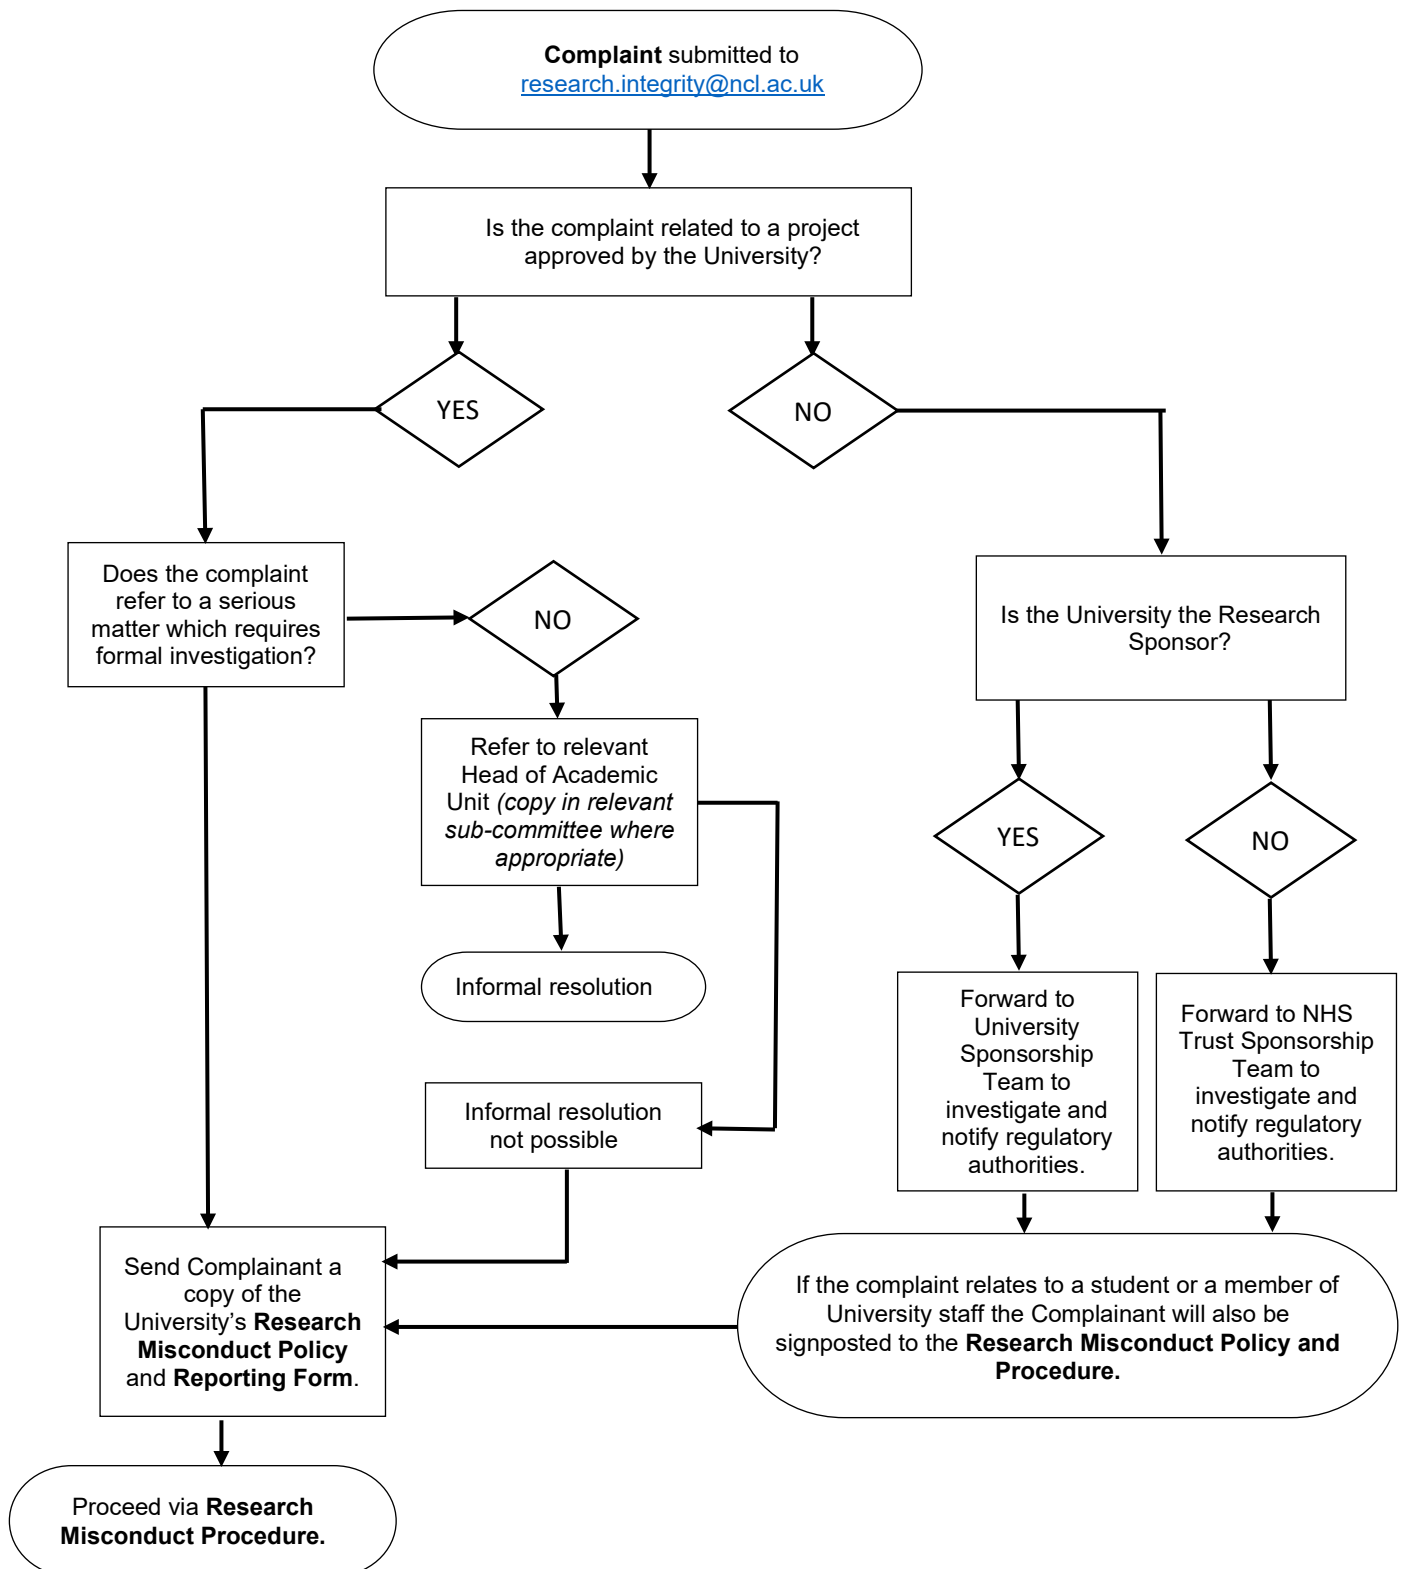 Complaint submitted to
research.integrity@ncl.ac.uk
Is the complaint related to a project
approved by the University?
YES
NO
Does the complaint
refer to a serious
matter which requires
formal investigation?
NO
Is the University the Research
Sponsor?
Refer to relevant
Head of Academic
Unit (copy in relevant
sub-committee where
appropriate)
YES
NO
Informal resolution
Forward to
University
Sponsorship
Team to
investigate and
notify regulatory
authorities.
Forward to NHS
Trust Sponsorship
Team to
investigate and
notify regulatory
authorities.
Informal resolution
not possible
Send Complainant a
copy of the
University’s Research
Misconduct Policy
and Reporting Form.
If the complaint relates to a student or a member of
University staff the Complainant will also be
signposted to the Research Misconduct Policy and
Procedure.
Proceed via Research
Misconduct Procedure.